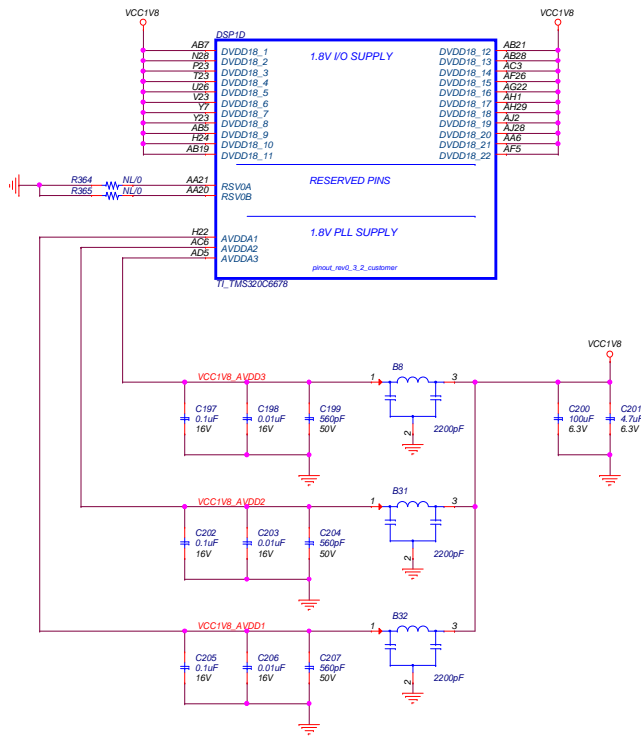 VCC1V8
VCC1V8
DSP1D
1.8V I/O SUPPLY
AB7 DVDD18_1
N28 DVDD18_2
P23 DVDD18_3
T23 DVDD18_4
U26 DVDD18_5
V23 DVDD18_6
Y7 DVDD18_7
Y23 DVDD18_8
AB5 DVDD18_9
H24 DVDD18_10
AB19 DVDD18_11
DVDD18_12 AB21
DVDD18_13 AB28
DVDD18_14 AC3
DVDD18_15 AF26
DVDD18_16 AG22
DVDD18_17 AH1
DVDD18_18 AH29
DVDD18_19 AJ2
DVDD18_20 AJ28
DVDD18_21 AA6
DVDD18_22 AF5
R364 NL/0 AA21 RSV0A
R365 NL/0 AA20 RSV0B
RESERVED PINS
1.8V PLL SUPPLY
H22 AVDDA1
AC6 AVDDA2
AD5 AVDDA3
pinout_rev0_3_2_customer
TI_TMS320C6678
VCC1V8
VCC1V8_AVDD3
1 B8 3
C197 0.1uF 16V
C198 0.01uF 16V
C199 560pF 50V
2 2200pF
C200 100uF 6.3V
C201 4.7uF 6.3V
VCC1V8_AVDD2
1 B31 3
C202 0.1uF 16V
C203 0.01uF 16V
C204 560pF 50V
2 2200pF
VCC1V8_AVDD1
1 B32 3
C205 0.1uF 16V
C206 0.01uF 16V
C207 560pF 50V
2 2200pF